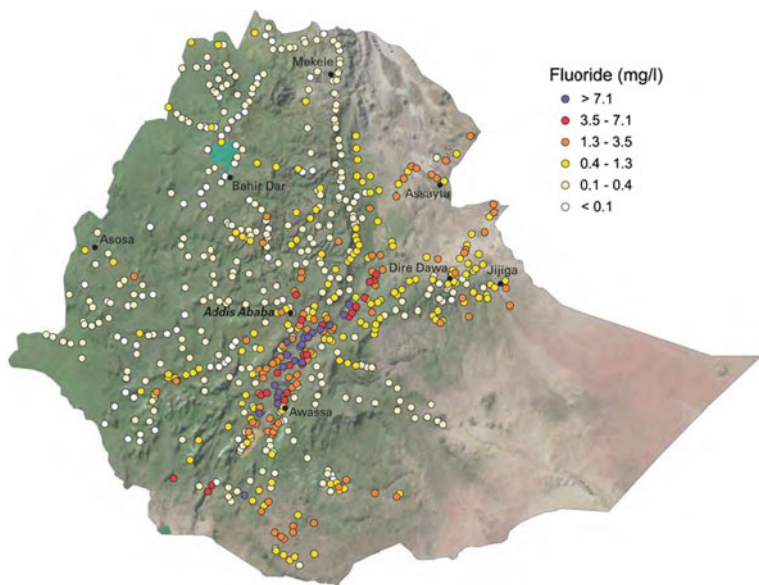 Mekele
Fluoride (mg/l)
> 7.1
3.5 - 7.1
1.3 - 3.5
0.4 - 1.3
0.1 - 0.4
< 0.1
Bahir Dar
Assayta
Asosa
Dire Dawa
Jijiga
Addis Ababa
Awassa